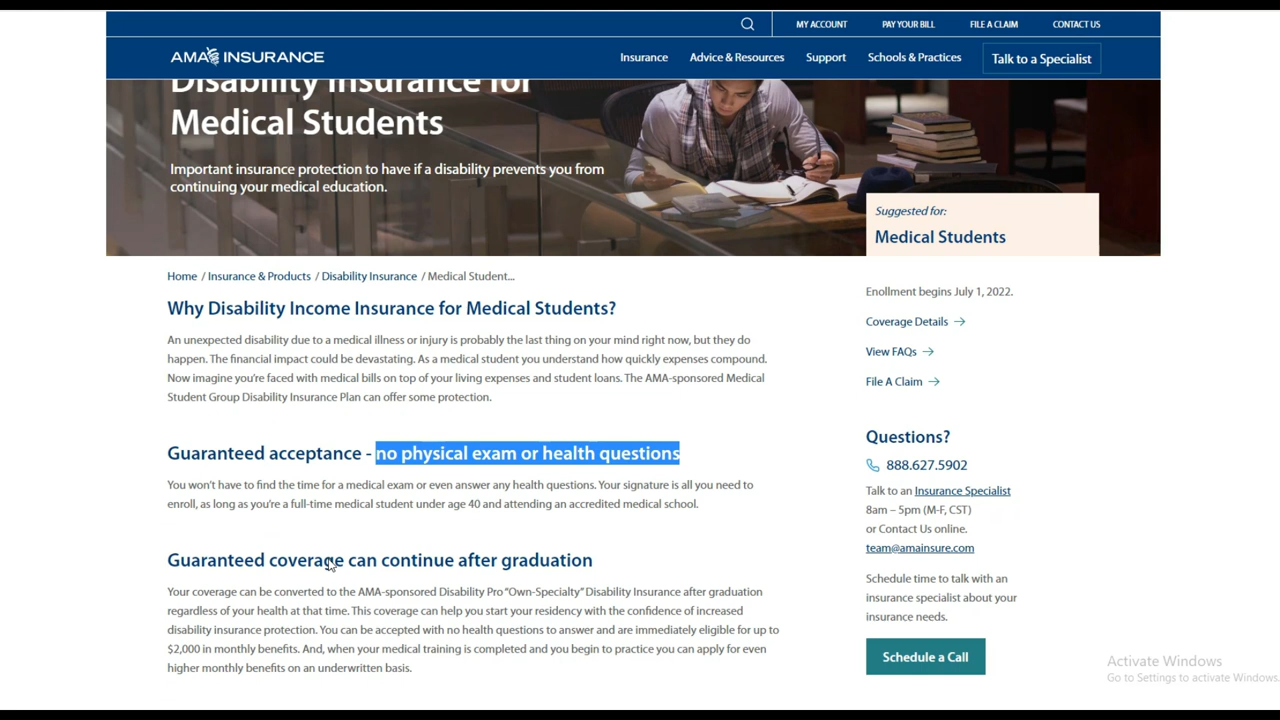 MY ACCOUNT PAY YOUR BILL FILE A CLAIM CONTACT US
AMA INSURANCE Insurance Advice & Resources Support Schools & Practices Talk to a Specialist
Disability Insurance for
Medical Students
Important insurance protection to have if a disability prevents you from
continuing your medical education.
Suggested for:
Medical Students
Home / Insurance & Products / Disability Insurance / Medical Student...
Why Disability Income Insurance for Medical Students?
An unexpected disability due to a medical illness or injury is probably the last thing on your mind right now, but they do
happen. The financial impact could be devastating. As a medical student you understand how quickly expenses compound.
Now imagine you're faced with medical bills on top of your living expenses and student loans. The AMA-sponsored Medical
Student Group Disability Insurance Plan can offer some protection.
Guaranteed acceptance - no physical exam or health questions
You won't have to find the time for a medical exam or even answer any health questions. Your signature is all you need to
enroll, as long as you're a full-time medical student under age 40 and attending an accredited medical school.
Guaranteed coverage can continue after graduation
Your coverage can be converted to the AMA-sponsored Disability Pro "Own-Specialty" Disability Insurance after graduation
regardless of your health at that time. This coverage can help you start your residency with the confidence of increased
disability insurance protection. You can be accepted with no health questions to answer and are immediately eligible for up to
$2,000 in monthly benefits. And, when your medical training is completed and you begin to practice you can apply for even
higher monthly benefits on an underwritten basis.
Enrollment begins July 1, 2022.
Coverage Details
View FAQs
File A Claim
Questions?
888.627.5902
Talk to an Insurance Specialist
8am – 5pm (M-F, CST)
or Contact Us online.
team@amainsure.com
Schedule time to talk with an
insurance specialist about your
insurance needs.
Schedule a Call
Activate Windows
Go to Settings to activate Windows.